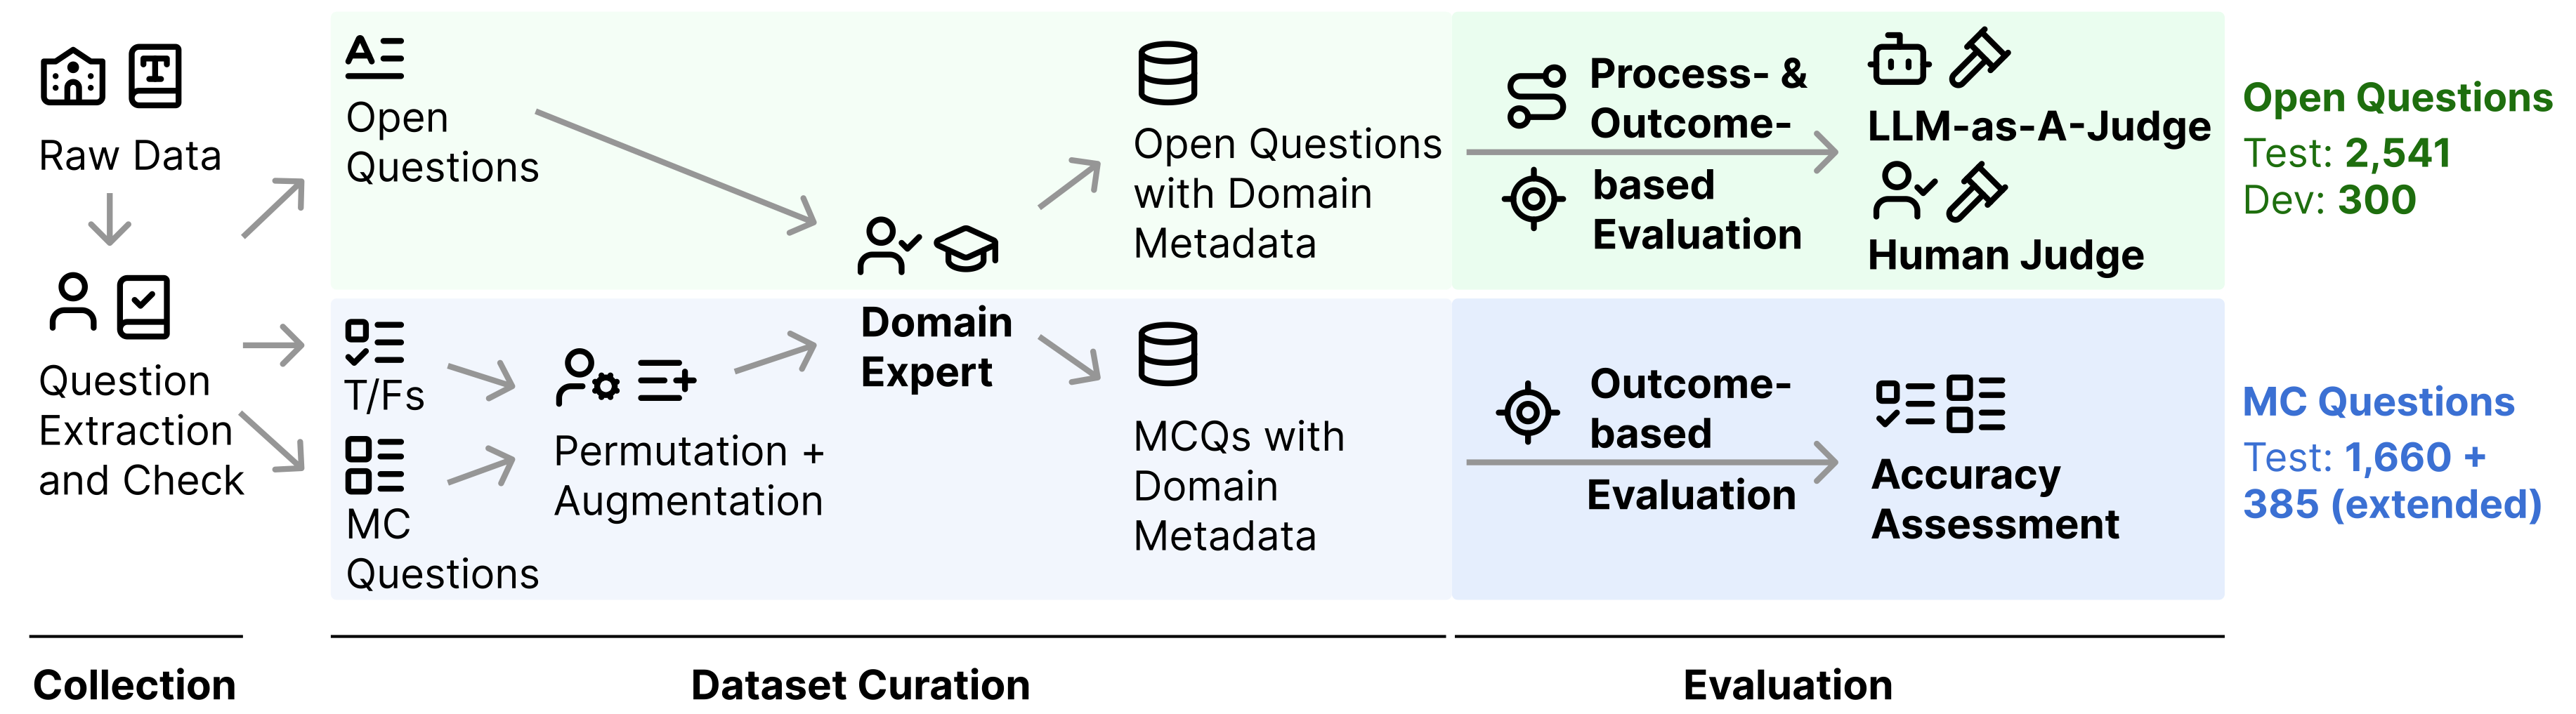 Raw Data
Question
Extraction
and Check
Open
Questions
T/Fs
MC
Questions
Permutation +
Augmentation
Domain
Expert
Open Questions
with Domain
Metadata
MCQs with
Domain
Metadata
Process- &
Outcome-
based
Evaluation
LLM-as-A-Judge
Human Judge
Outcome-
based
Evaluation
Accuracy
Assessment
Open Questions
Test: 2,541
Dev: 300
MC Questions
Test: 1,660 +
385 (extended)
Collection
Dataset Curation
Evaluation